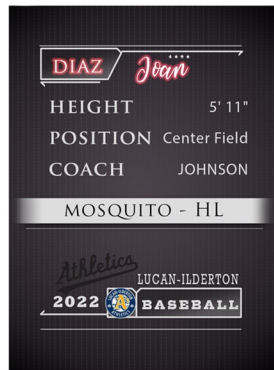 DIAZ Joan
HEIGHT 5' 11"
POSITION Center Field
COACH JOHNSON
MOSQUITO - HL
Athletics
LUCAN-ILDERTON
2022 BASEBALL